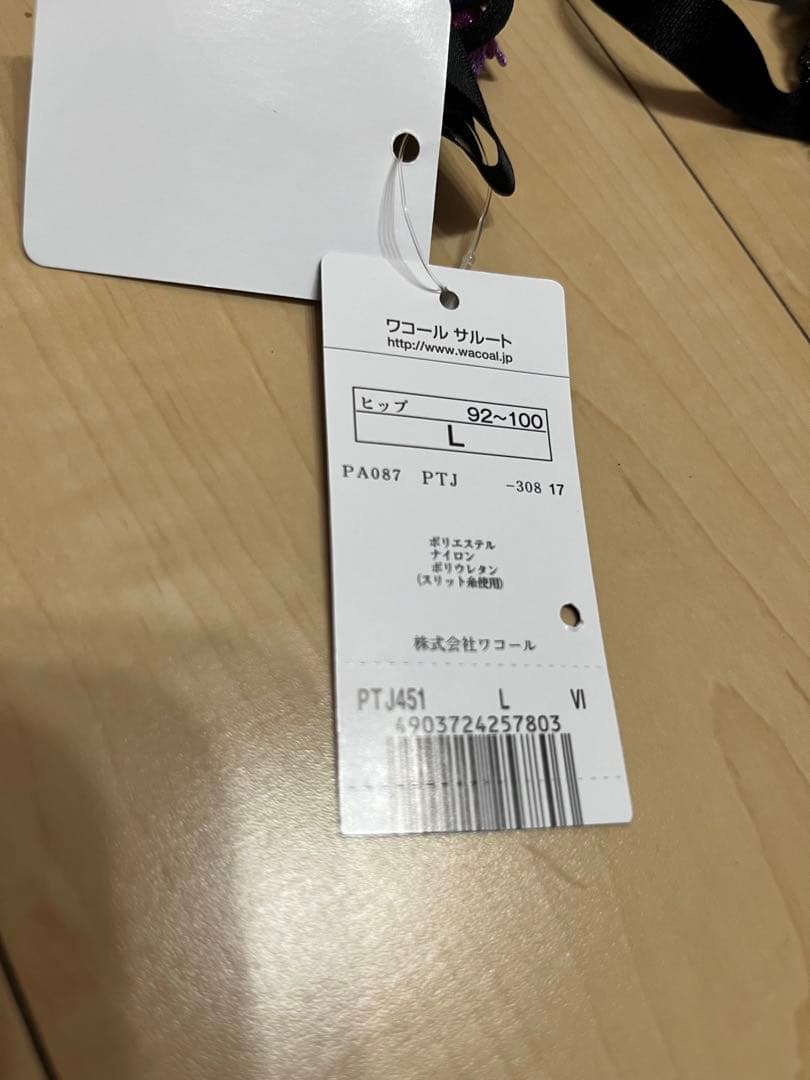 ワコール サルート
http://www.wacoal.jp
ヒップ 92~100
L
PA087 PTJ -308 17
ポリエステル
ナイロン
ポリウレタン
(スリット糸使用)
株式会社ワコール
PTJ451 L VI
4903724257803